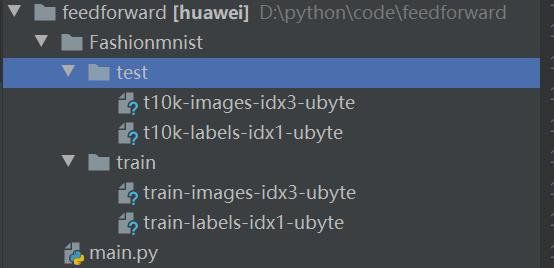 feedforward [huawei] D:\python\code\feedforward
Fashionmnist
test
t10k-images-idx3-ubyte
t10k-labels-idx1-ubyte
train
train-images-idx3-ubyte
train-labels-idx1-ubyte
main.py